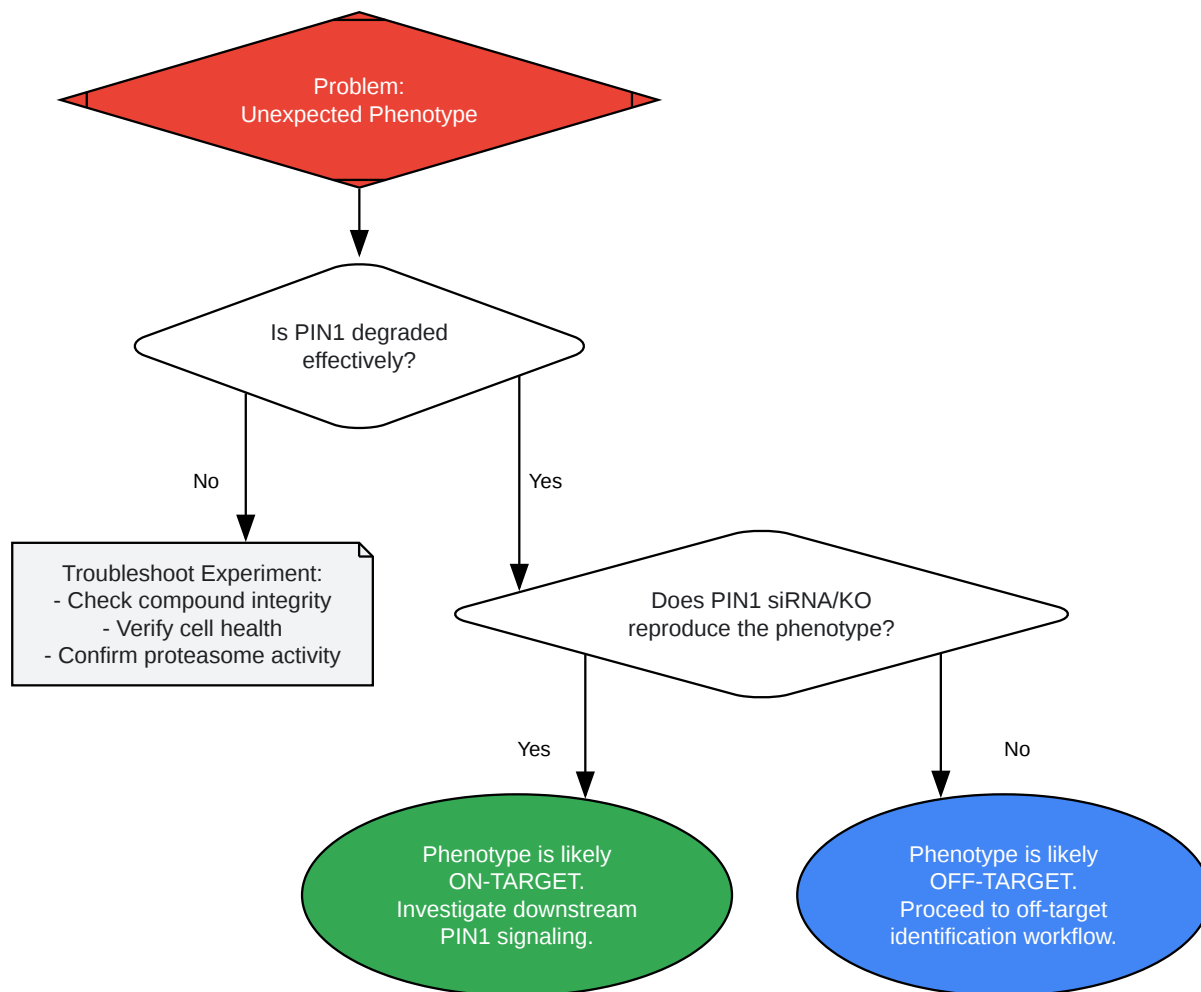 Problem:
Unexpected Phenotype
Is PIN1 degraded
effectively?
No
Yes
Troubleshoot Experiment:
- Check compound integrity
- Verify cell health
- Confirm proteasome activity
Does PIN1 siRNA/KO
reproduce the phenotype?
Yes
No
Phenotype is likely
ON-TARGET.
Investigate downstream
PIN1 signaling.
Phenotype is likely
OFF-TARGET.
Proceed to off-target
identification workflow.